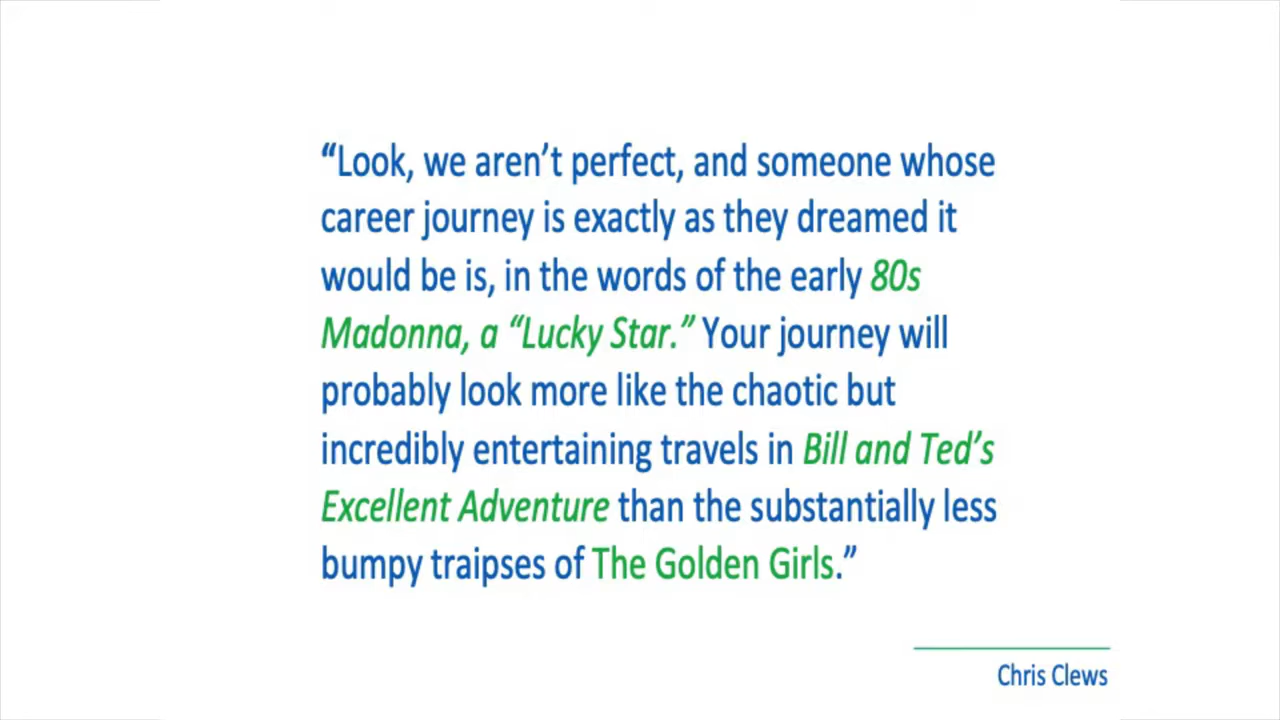 “Look, we aren’t perfect, and someone whose
career journey is exactly as they dreamed it
would be is, in the words of the early 80s
Madonna, a “Lucky Star.” Your journey will
probably look more like the chaotic but
incredibly entertaining travels in Bill and Ted’s
Excellent Adventure than the substantially less
bumpy traipses of The Golden Girls.”
Chris Clews